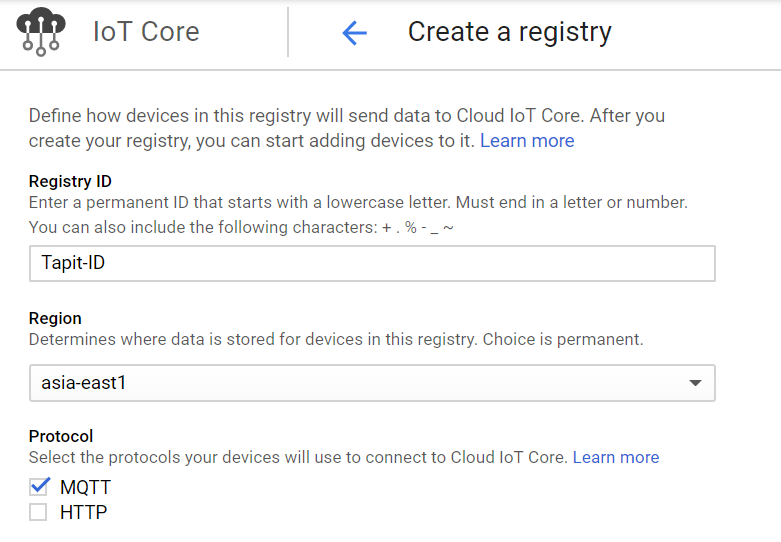 IoT Core
Create a registry
Define how devices in this registry will send data to Cloud IoT Core. After you
create your registry, you can start adding devices to it. Learn more
Registry ID
Enter a permanent ID that starts with a lowercase letter. Must end in a letter or number.
You can also include the following characters: + . % - _ ~
Tapit-ID
Region
Determines where data is stored for devices in this registry. Choice is permanent.
asia-east1
Protocol
Select the protocols your devices will use to connect to Cloud IoT Core. Learn more
MQTT
HTTP